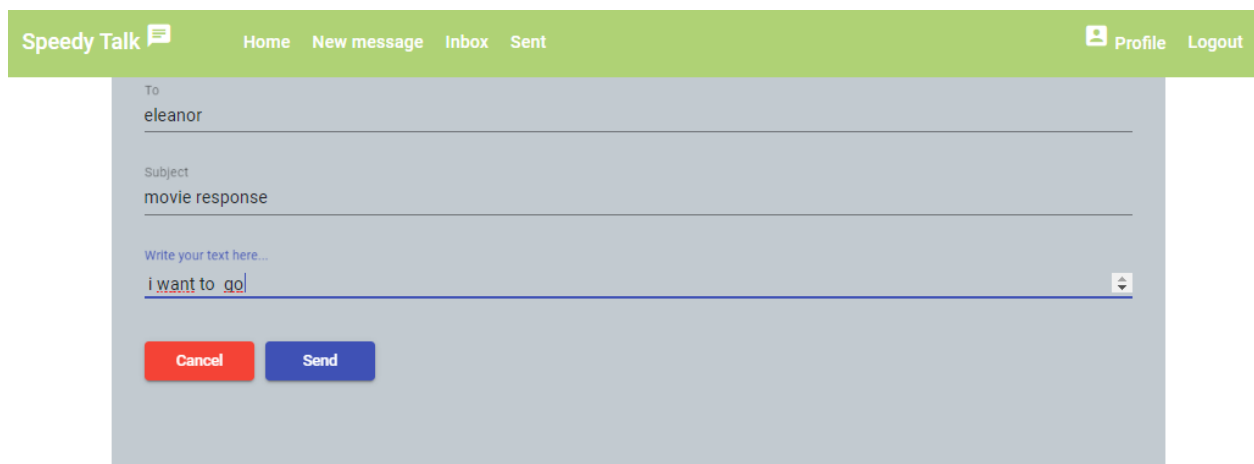 Speedy Talk Home New message Inbox Sent Profile Logout
To
eleanor
Subject
movie response
Write your text here...
i want to  go
Cancel Send